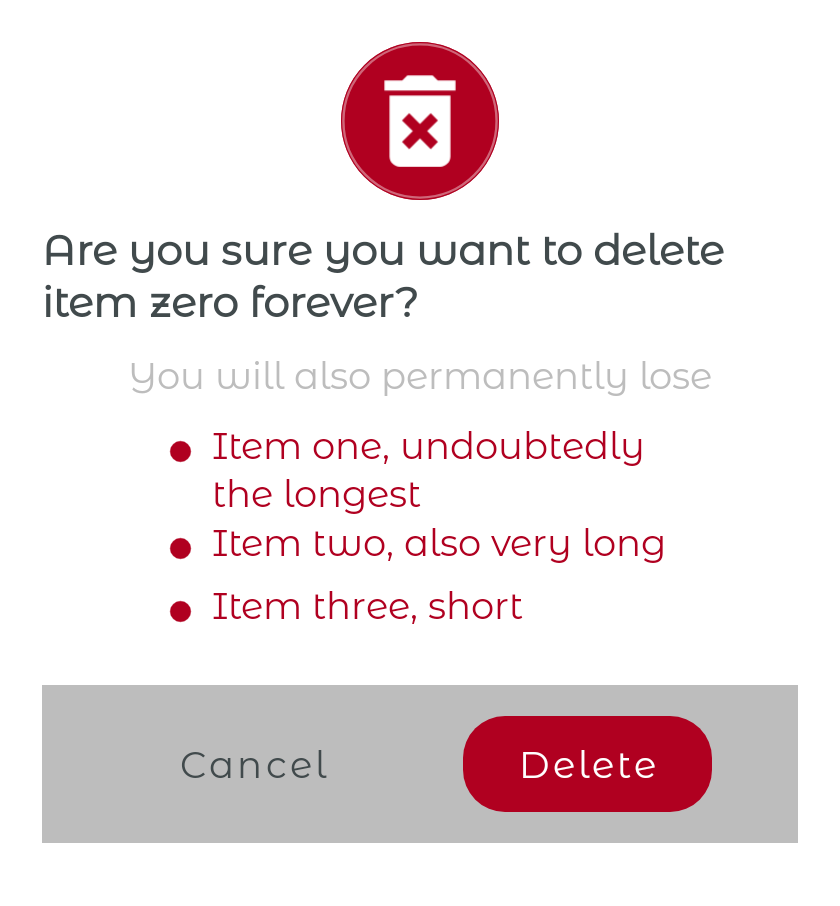 Are you sure you want to delete
item zero forever?
You will also permanently lose
Item one, undoubtedly
the longest
Item two, also very long
Item three, short
Cancel
Delete